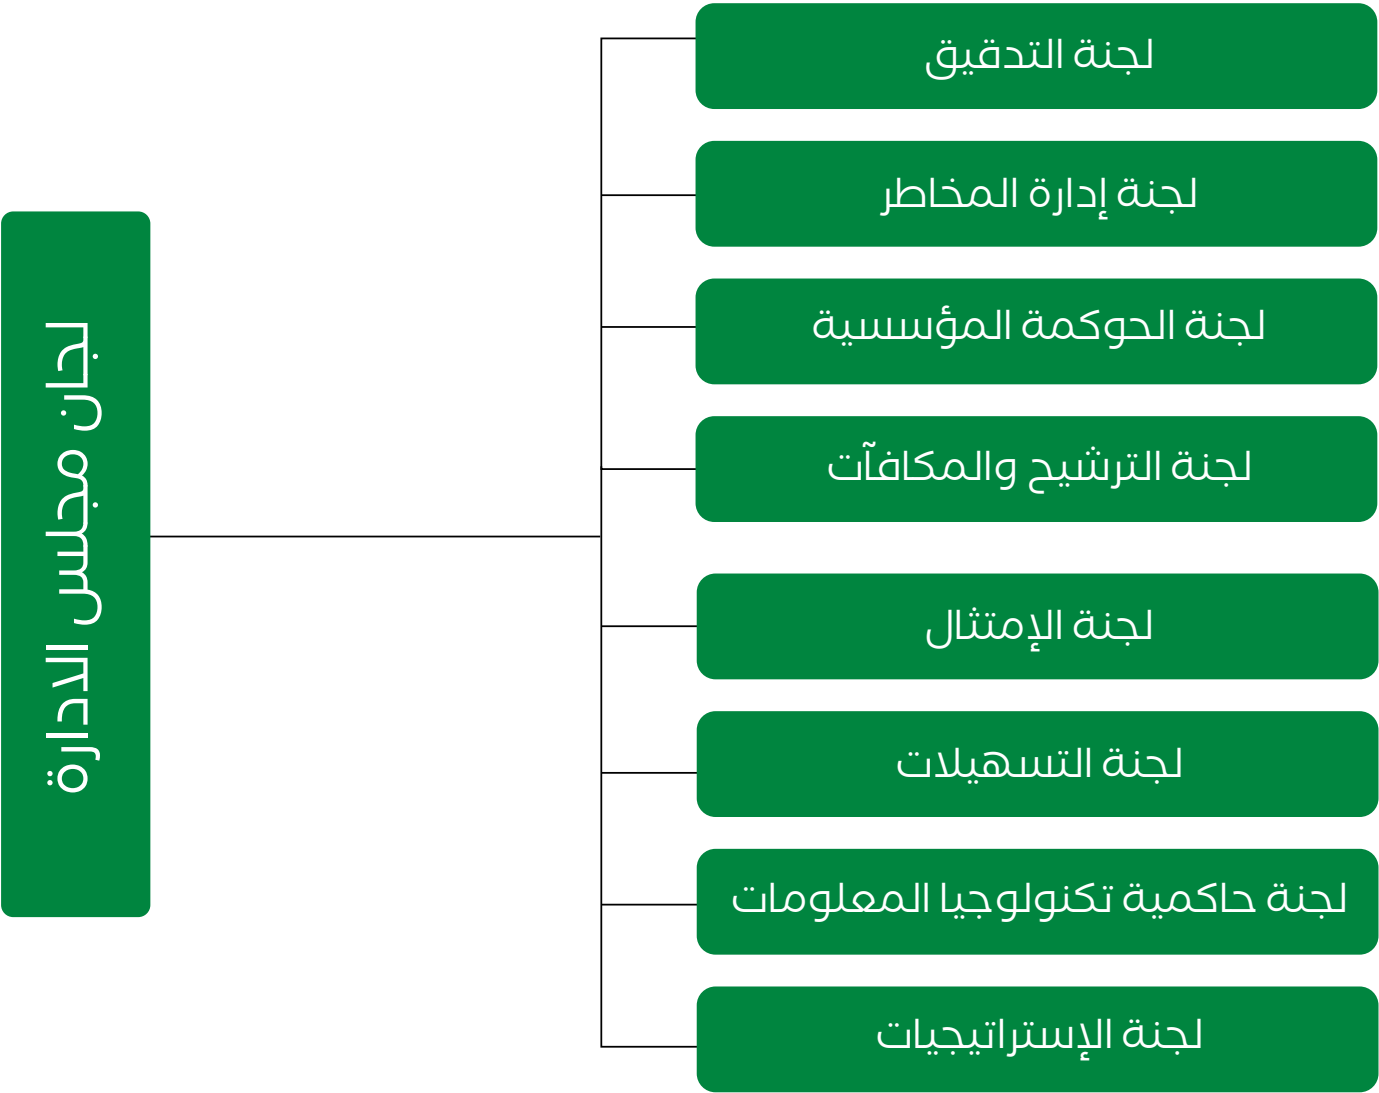 لجان مجلس الادارة
لجنة التدقيق
لجنة إدارة المخاطر
لجنة الحوكمة المؤسسية
لجنة الترشيح والمكافآت
لجنة الإمتثال
لجنة التسهيلات
لجنة حاكمية تكنولوجيا المعلومات
لجنة الإستراتيجيات